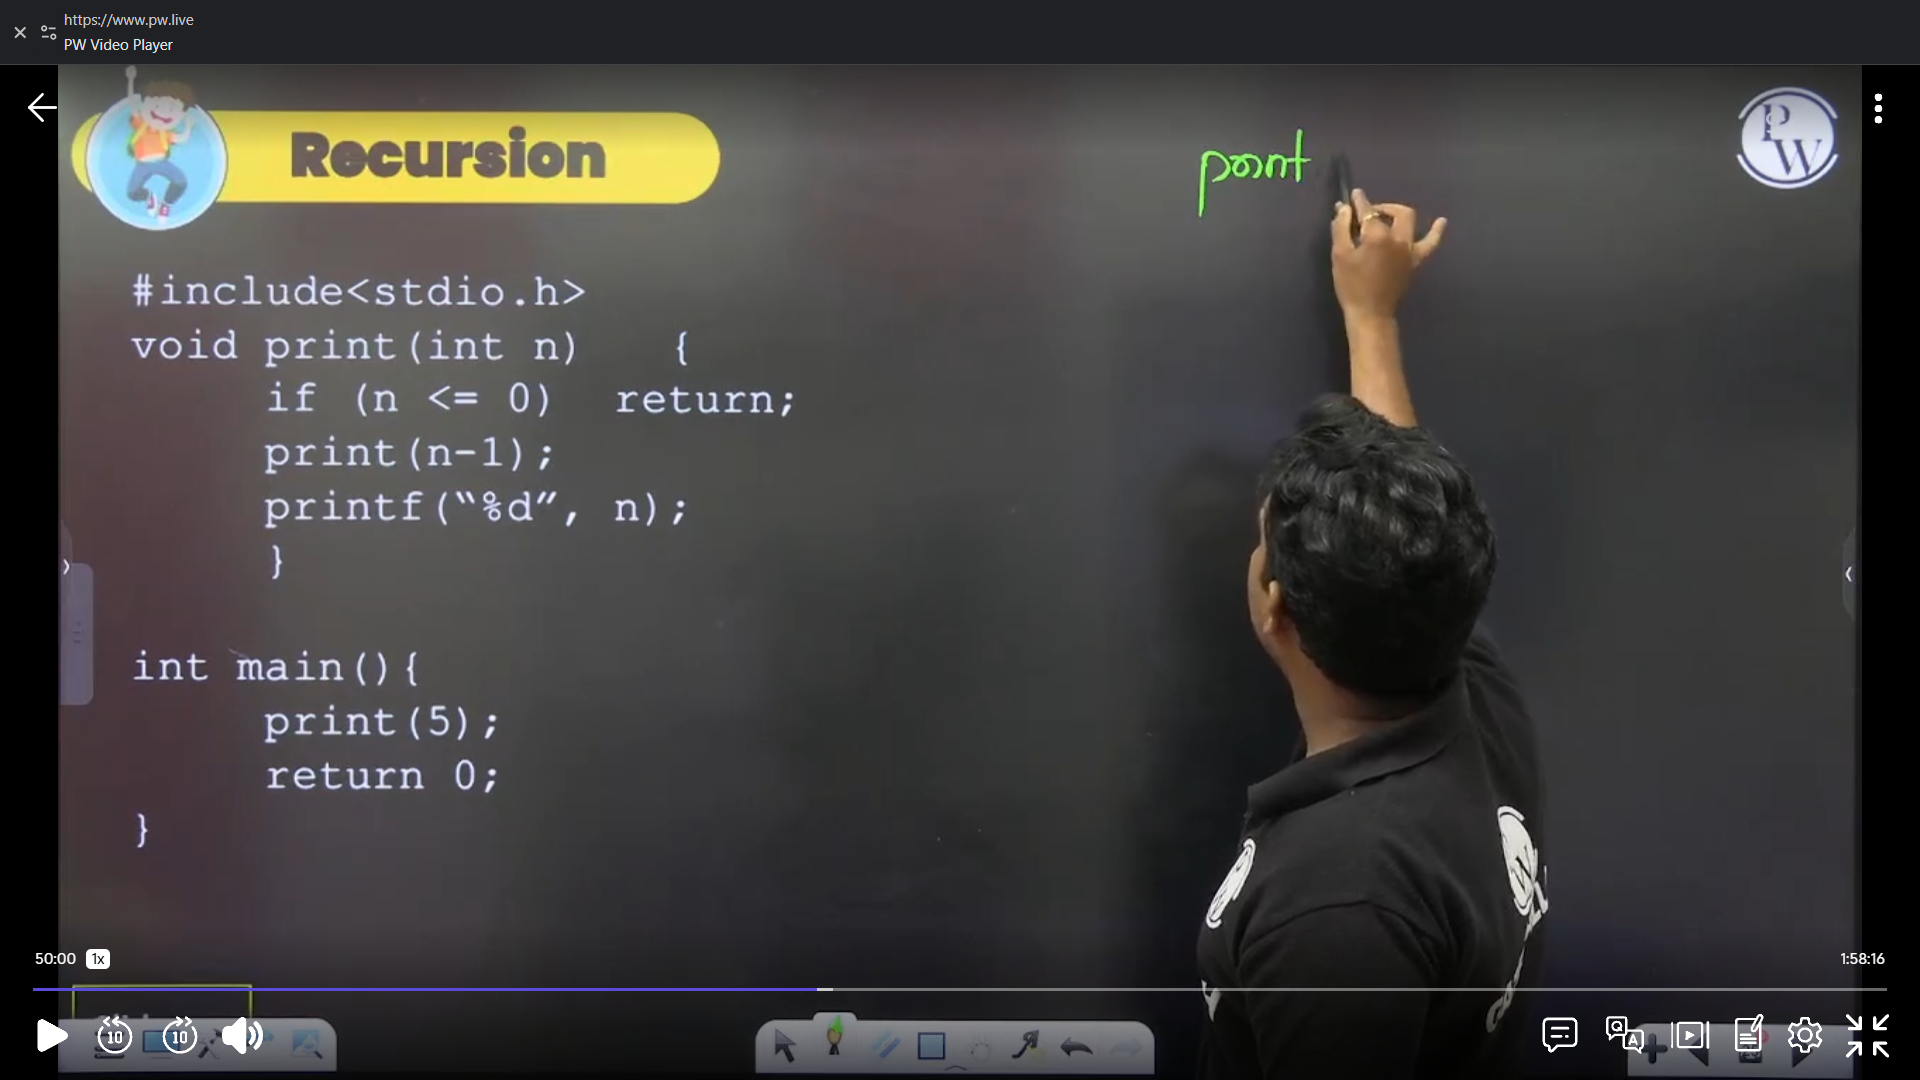 https://www.pw.live
PW Video Player
Recursion
print
PW
#include<stdio.h>
void print(int n) {
if (n <= 0) return;
print(n-1);
printf(“%d”, n);
}
int main(){
print(5);
return 0;
}
50:00 1x
1:58:16
10 10